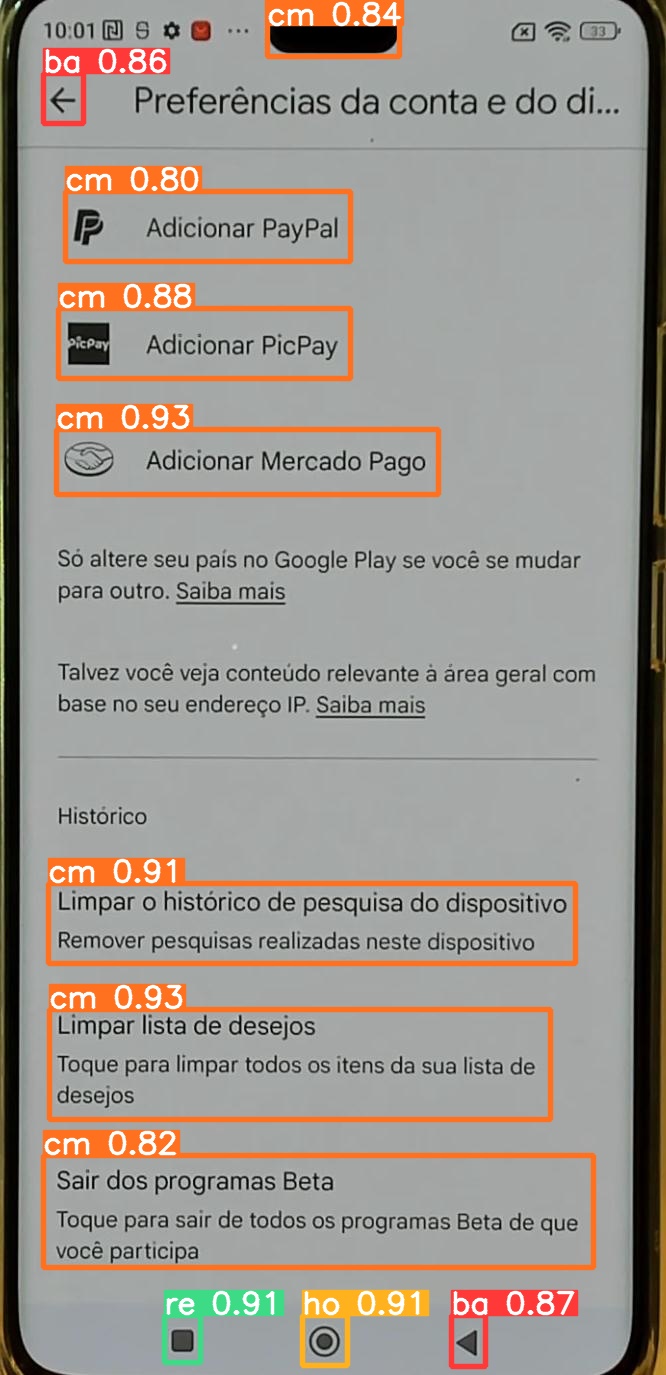 cm 0.84
10:01
33
ba 0.86
Preferências da conta e do di...
cm 0.80
Adicionar PayPal
cm 0.88
PicPay
Adicionar PicPay
cm 0.93
Adicionar Mercado Pago
Só altere seu país no Google Play se você se mudar
para outro. Saiba mais
Talvez você veja conteúdo relevante à área geral com
base no seu endereço IP. Saiba mais
Histórico
cm 0.91
Limpar o histórico de pesquisa do dispositivo
Remover pesquisas realizadas neste dispositivo
cm 0.93
Limpar lista de desejos
Toque para limpar todos os itens da sua lista de
desejos
cm 0.82
Sair dos programas Beta
Toque para sair de todos os programas Beta de que
você participa
re 0.91
ho 0.91
ba 0.87